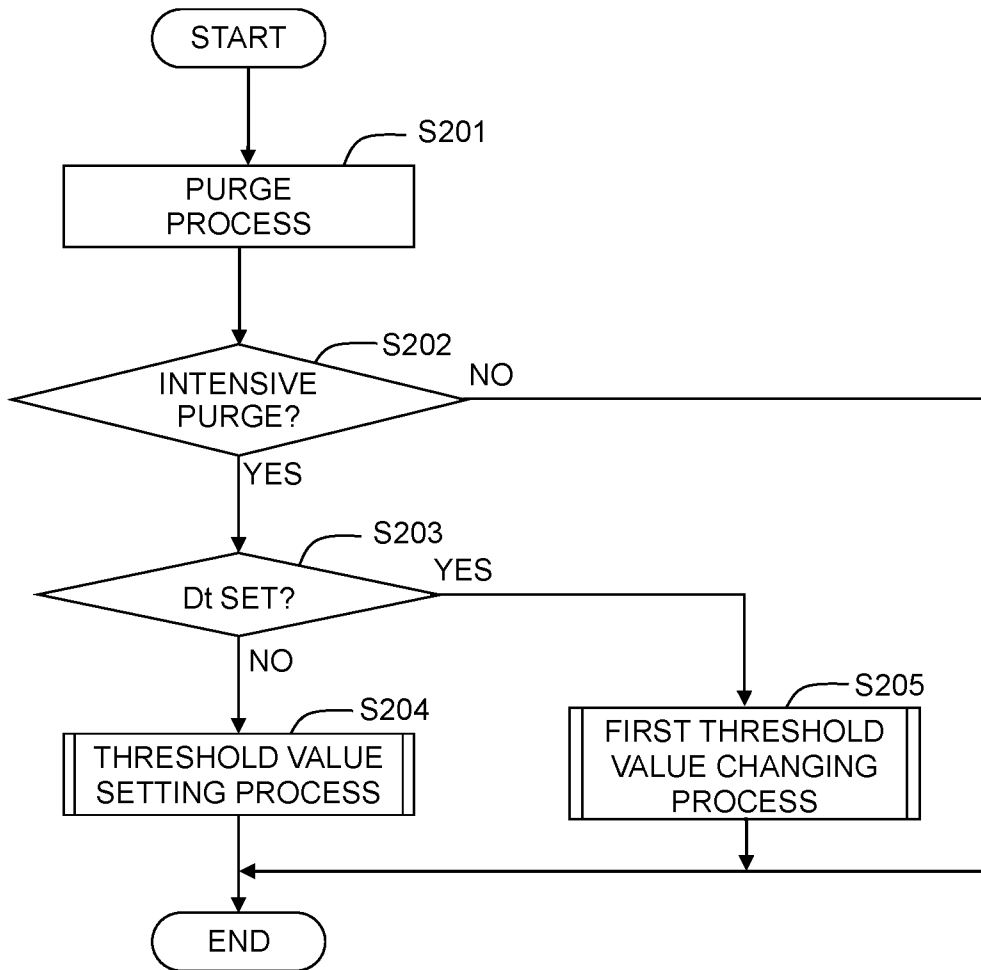 START
S201
PURGE
PROCESS
S202
INTENSIVE
PURGE?
NO
YES
S203
Dt SET?
YES
NO
S204
THRESHOLD VALUE
SETTING PROCESS
S205
FIRST THRESHOLD
VALUE CHANGING
PROCESS
END